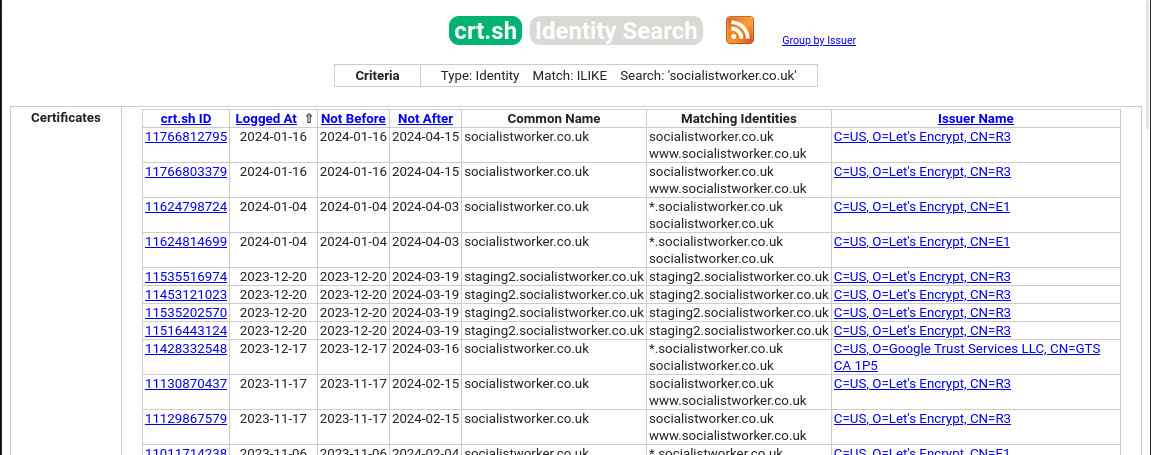 crt.sh Identity Search Group by Issuer
Criteria Type: Identity Match: ILIKE Search: 'socialistworker.co.uk'
Certificates crt.sh ID Logged At ⇧ Not Before Not After Common Name Matching Identities Issuer Name
11766812795 2024-01-16 2024-01-16 2024-04-15 socialistworker.co.uk socialistworker.co.uk C=US, O=Let's Encrypt, CN=R3
www.socialistworker.co.uk
11766803379 2024-01-16 2024-01-16 2024-04-15 socialistworker.co.uk socialistworker.co.uk C=US, O=Let's Encrypt, CN=R3
www.socialistworker.co.uk
11624798724 2024-01-04 2024-01-04 2024-04-03 socialistworker.co.uk *.socialistworker.co.uk C=US, O=Let's Encrypt, CN=E1
socialistworker.co.uk
11624814699 2024-01-04 2024-01-04 2024-04-03 socialistworker.co.uk *.socialistworker.co.uk C=US, O=Let's Encrypt, CN=E1
socialistworker.co.uk
11535516974 2023-12-20 2023-12-20 2024-03-19 staging2.socialistworker.co.uk staging2.socialistworker.co.uk C=US, O=Let's Encrypt, CN=R3
11453121023 2023-12-20 2023-12-20 2024-03-19 staging2.socialistworker.co.uk staging2.socialistworker.co.uk C=US, O=Let's Encrypt, CN=R3
11535202570 2023-12-20 2023-12-20 2024-03-19 staging2.socialistworker.co.uk staging2.socialistworker.co.uk C=US, O=Let's Encrypt, CN=R3
11516443124 2023-12-20 2023-12-20 2024-03-19 staging2.socialistworker.co.uk staging2.socialistworker.co.uk C=US, O=Let's Encrypt, CN=R3
11428332548 2023-12-17 2023-12-17 2024-03-16 socialistworker.co.uk *.socialistworker.co.uk C=US, O=Google Trust Services LLC, CN=GTS
socialistworker.co.uk CA 1P5
11130870437 2023-11-17 2023-11-17 2024-02-15 socialistworker.co.uk socialistworker.co.uk C=US, O=Let's Encrypt, CN=R3
www.socialistworker.co.uk
11129867579 2023-11-17 2023-11-17 2024-02-15 socialistworker.co.uk socialistworker.co.uk C=US, O=Let's Encrypt, CN=R3
www.socialistworker.co.uk
11011714238 2023-11-06 2023-11-06 2024-02-04 socialistworker.co.uk *.socialistworker.co.uk C=US, O=Let's Encrypt, CN=E1